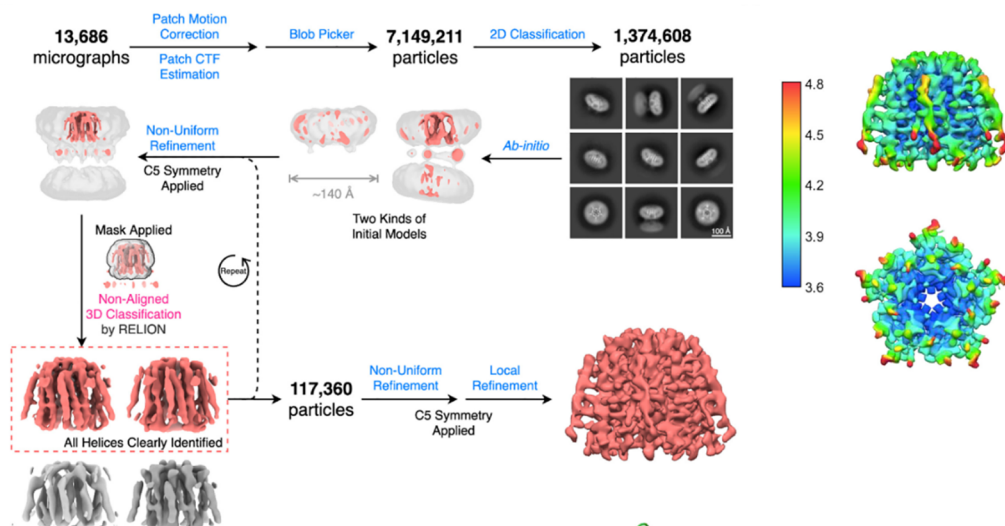 13,686
micrographs
Patch Motion
Correction
Patch CTF
Estimation
Blob Picker
7,149,211
particles
2D Classification
1,374,608
particles
Non-Uniform
Refinement
C5 Symmetry
Applied
~140 Å
Two Kinds of
Initial Models
Ab-initio
100 Å
Mask Applied
Non-Aligned
3D Classification
by RELION
Repeat
All Helices Clearly Identified
117,360
particles
Non-Uniform
Refinement
C5 Symmetry
Applied
Local
Refinement
4.8
4.5
4.2
3.9
3.6